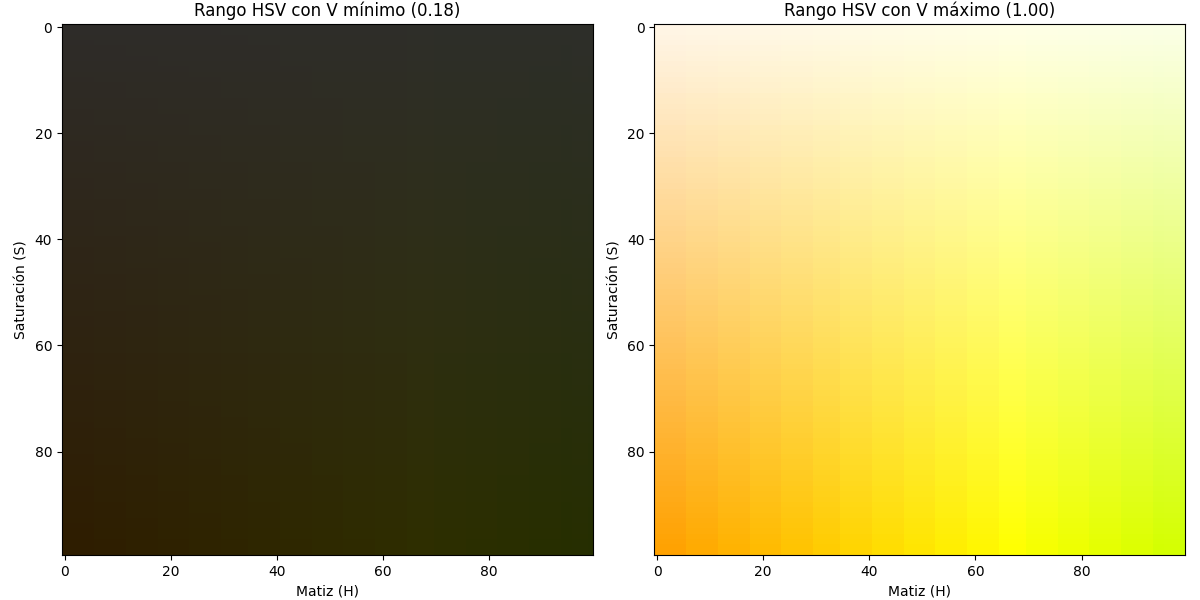 Rango HSV con V mínimo (0.18)
0
20
40
60
80
Saturación (S)
0 20 40 60 80
Matiz (H)
Rango HSV con V máximo (1.00)
0
20
40
60
80
Saturación (S)
0 20 40 60 80
Matiz (H)